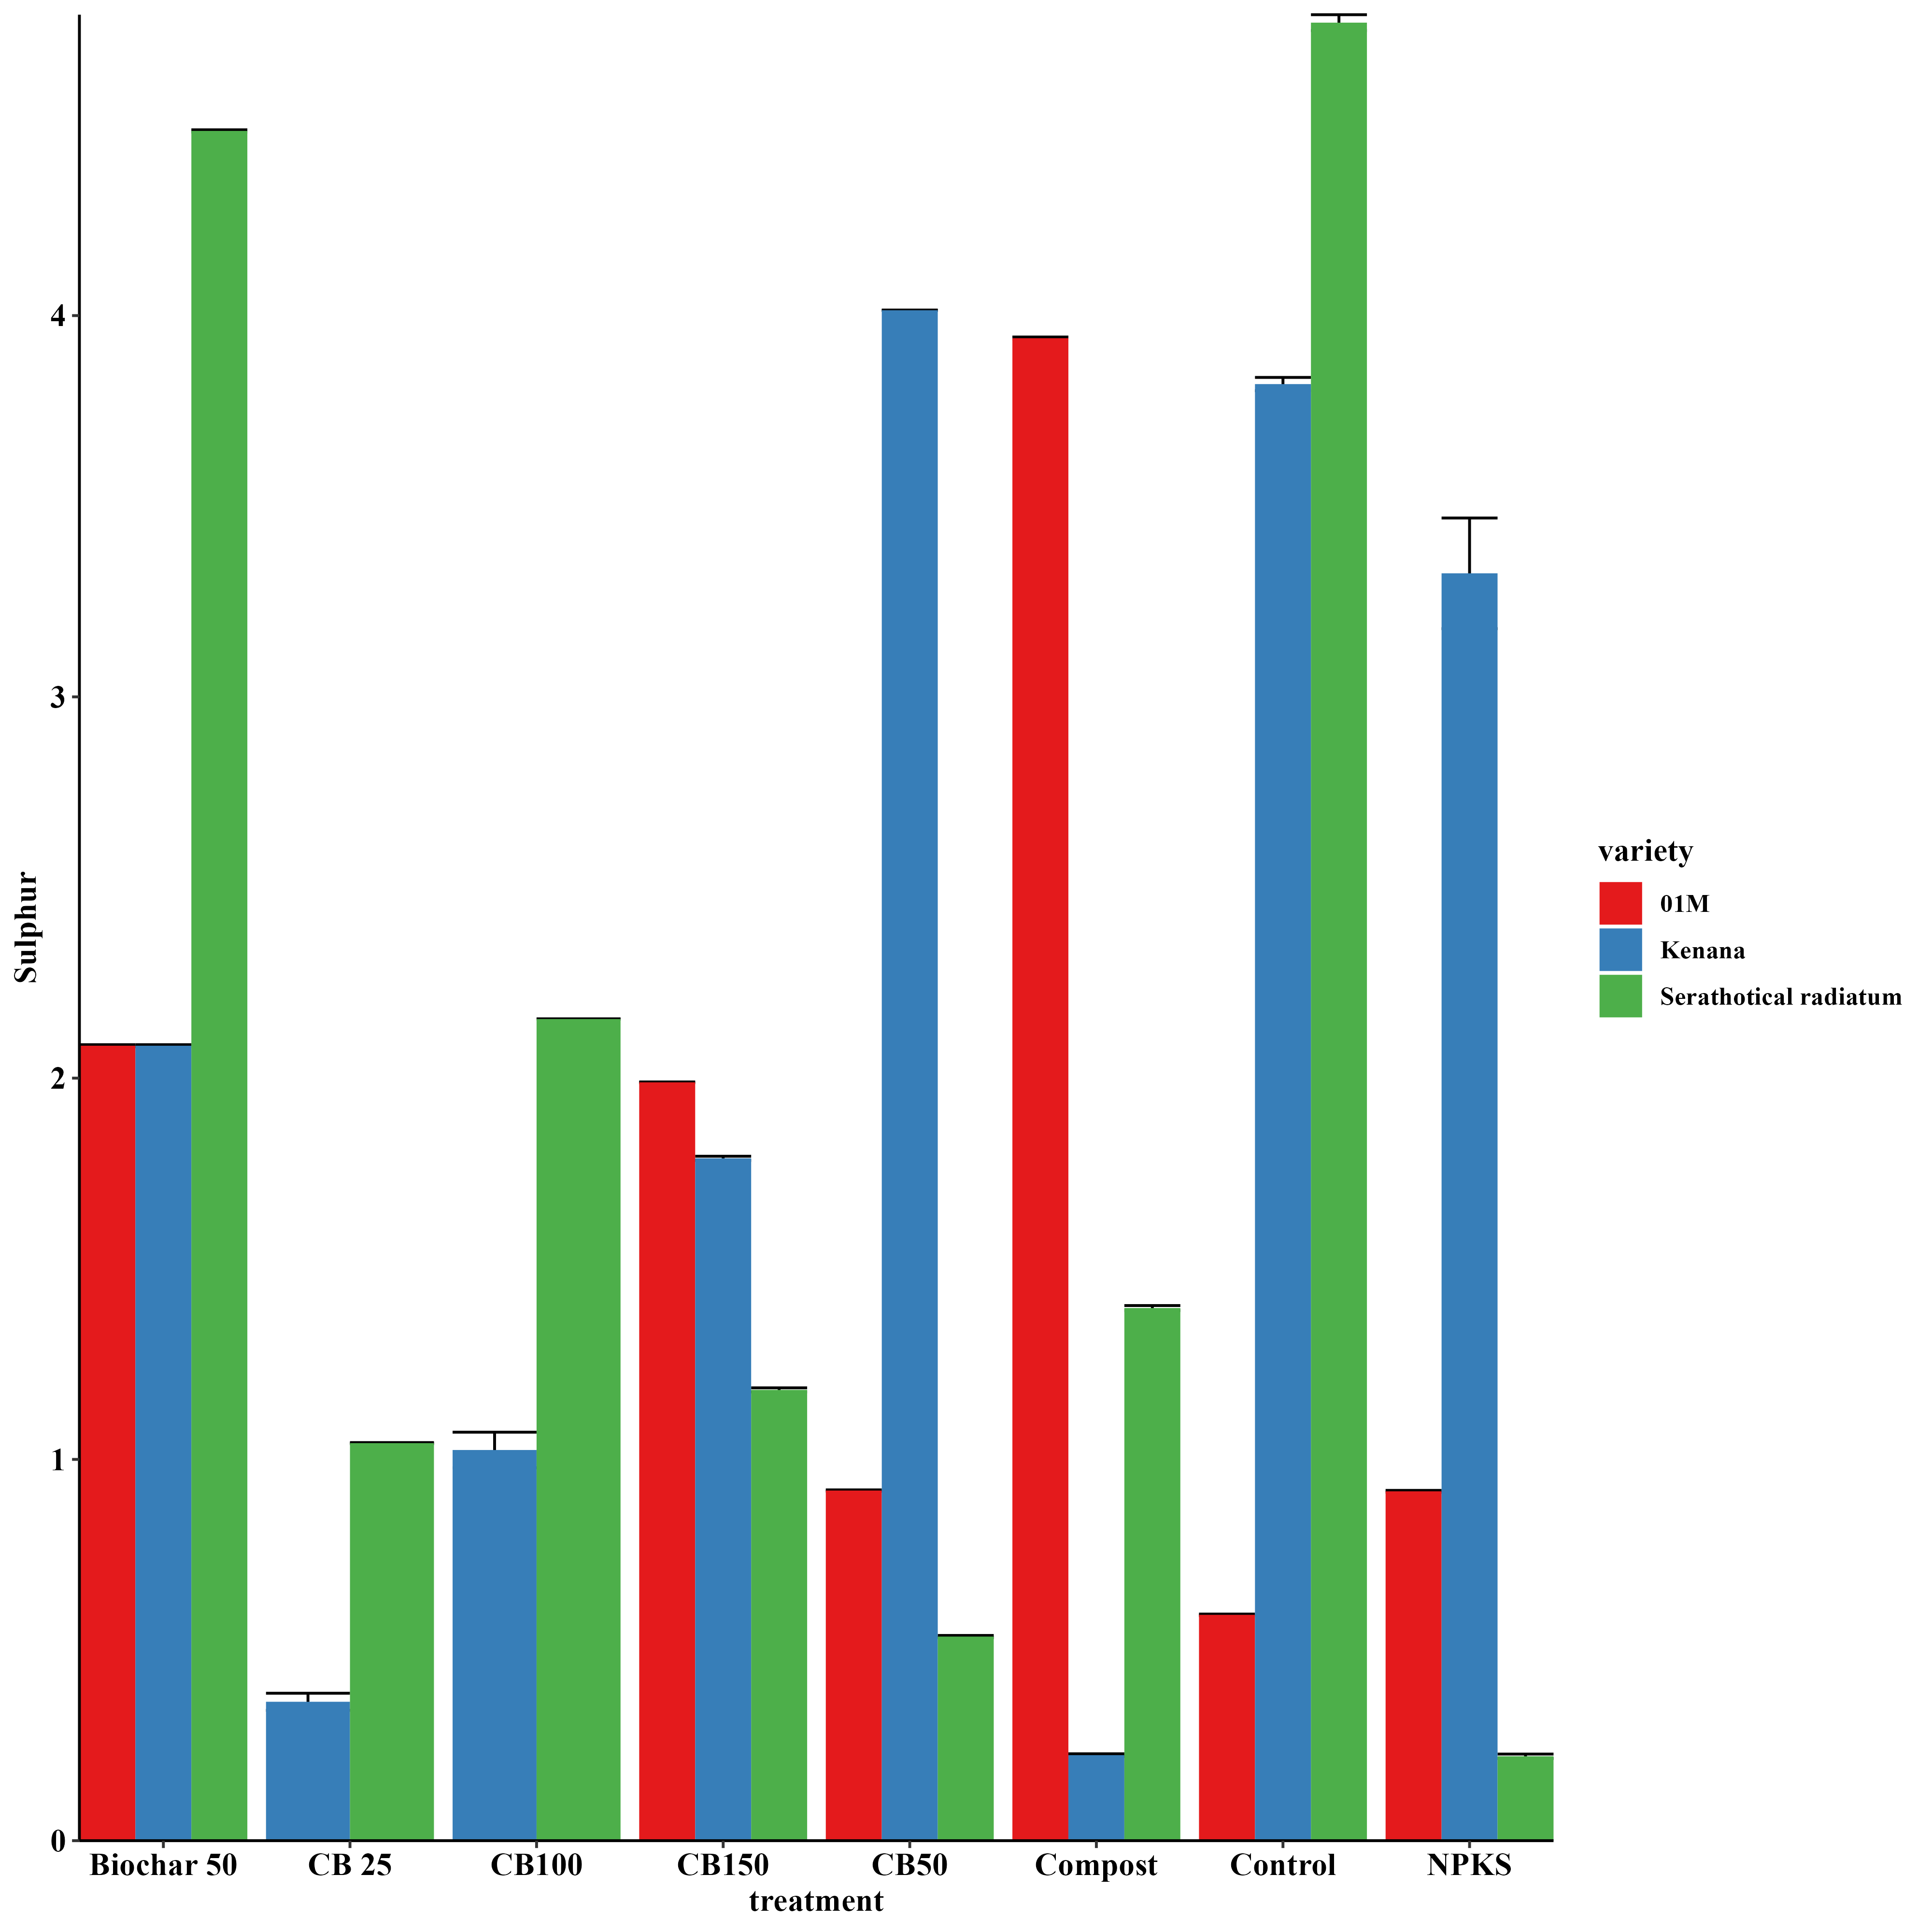 Sulphur
4
3
2
1
0
Biochar 50 CB 25 CB100 CB150 CB50 Compost Control NPKS
treatment
variety
01M
Kenana
Serathotical radiatum